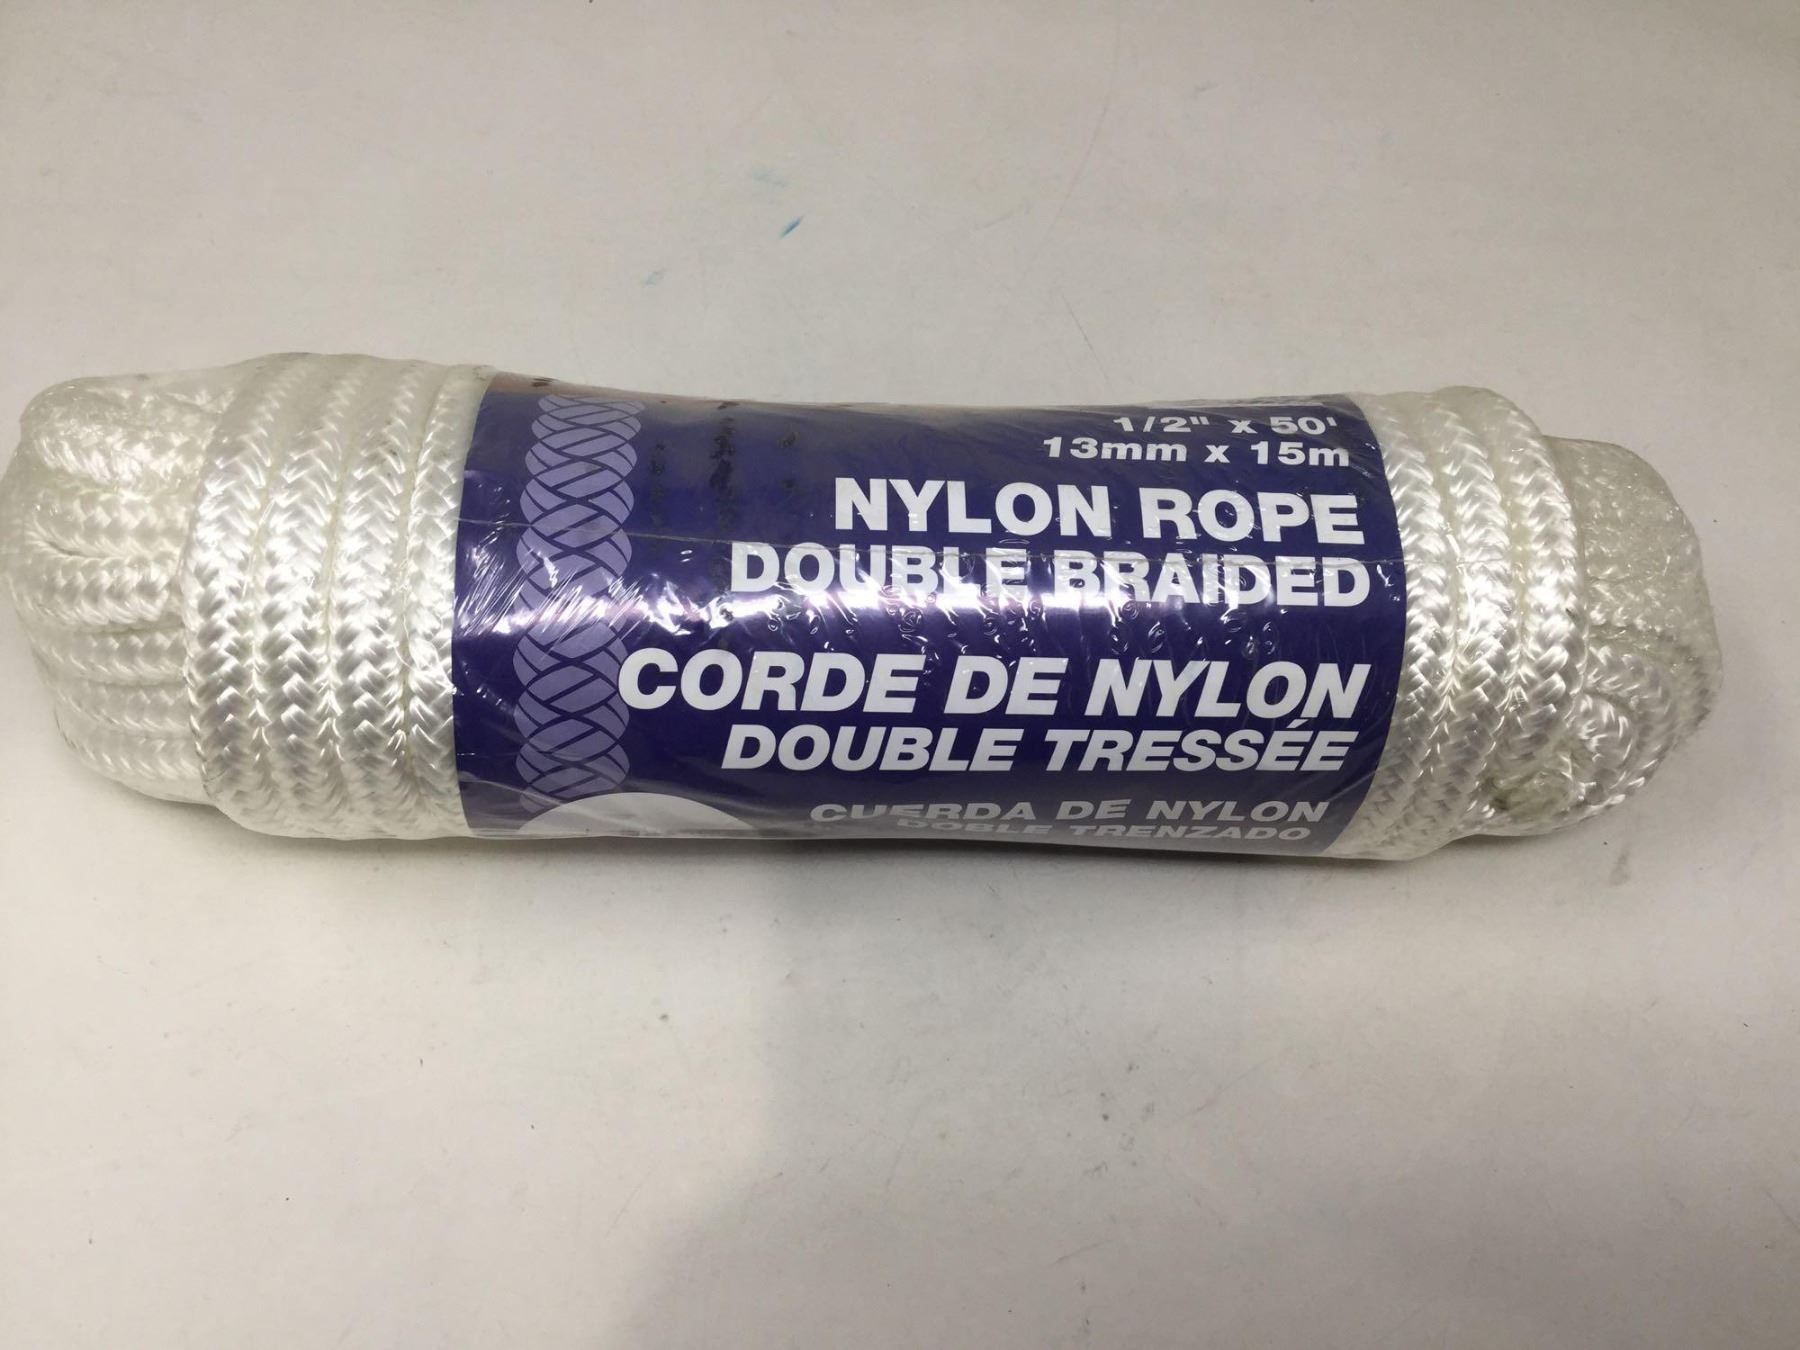 1/2" x 50'
13mm x 15m
NYLON ROPE
DOUBLE BRAIDED
CORDE DE NYLON
DOUBLE TRESSÉE
CUERDA DE NYLON
DOBLE TRENZADO